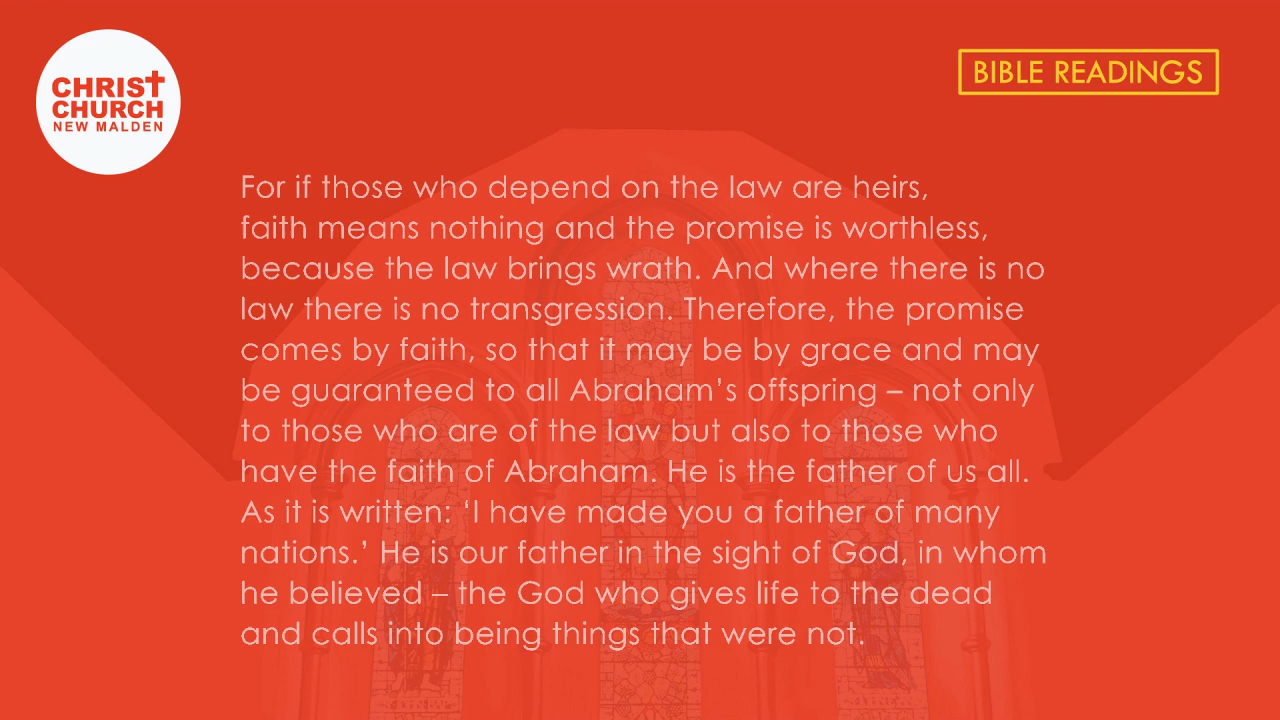 CHRIST
CHURCH
NEW MALDEN
BIBLE READINGS
For if those who depend on the law are heirs,
faith means nothing and the promise is worthless,
because the law brings wrath. And where there is no
law there is no transgression. Therefore, the promise
comes by faith, so that it may be by grace and may
be guaranteed to all Abraham’s offspring – not only
to those who are of the law but also to those who
have the faith of Abraham. He is the father of us all.
As it is written: ‘I have made you a father of many
nations.’ He is our father in the sight of God, in whom
he believed – the God who gives life to the dead
and calls into being things that were not.